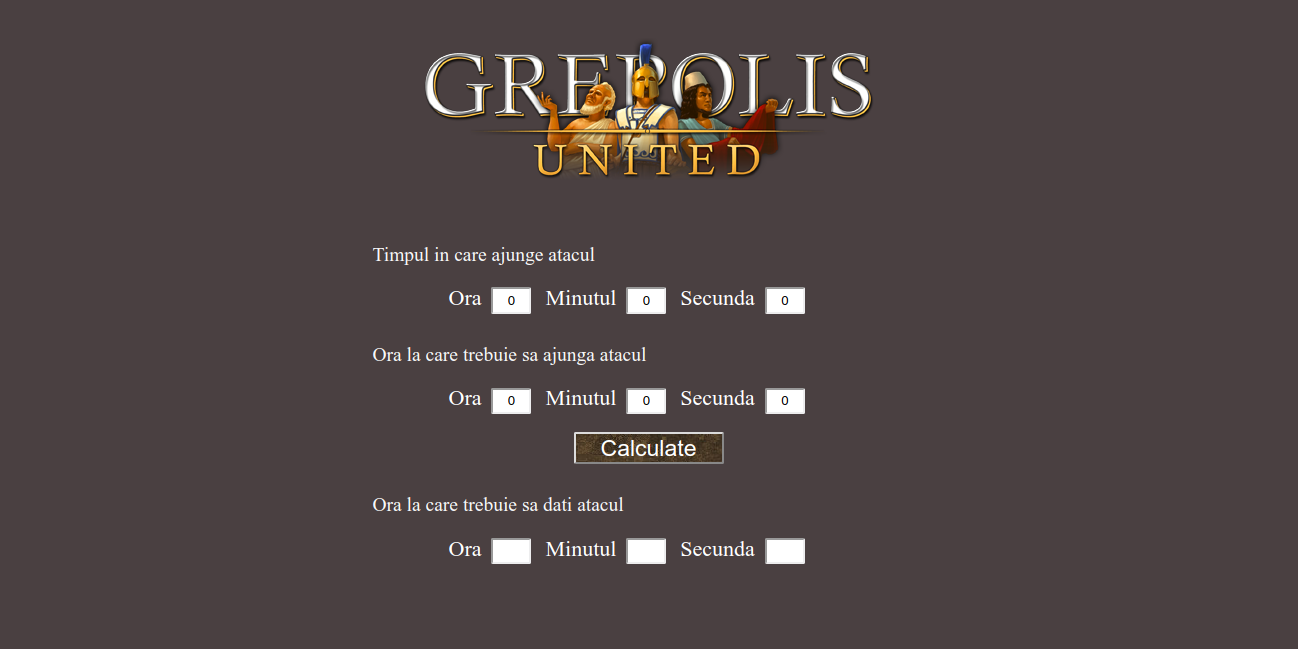 GREPOLIS
UNITED
Timpul in care ajunge atacul
Ora 0 Minutul 0 Secunda 0
Ora la care trebuie sa ajunga atacul
Ora 0 Minutul 0 Secunda 0
Calculate
Ora la care trebuie sa dati atacul
Ora Minutul Secunda